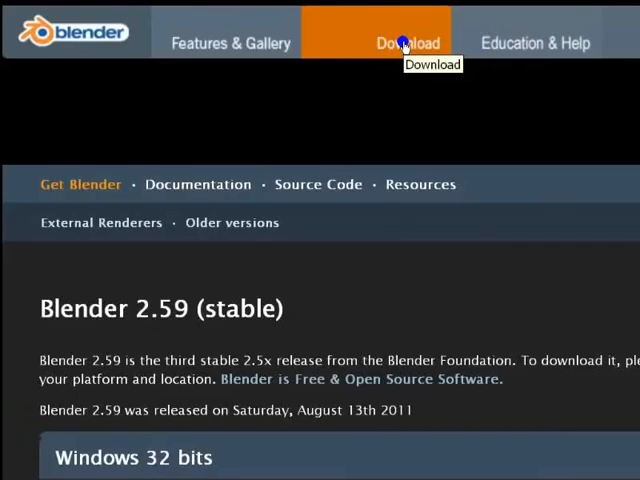 blender
Features & Gallery
Download
Education & Help
Download
Get Blender · Documentation · Source Code · Resources
External Renderers · Older versions
Blender 2.59 (stable)
Blender 2.59 is the third stable 2.5x release from the Blender Foundation. To download it,
your platform and location. Blender is Free & Open Source Software.
Blender 2.59 was released on Saturday, August 13th 2011
Windows 32 bits